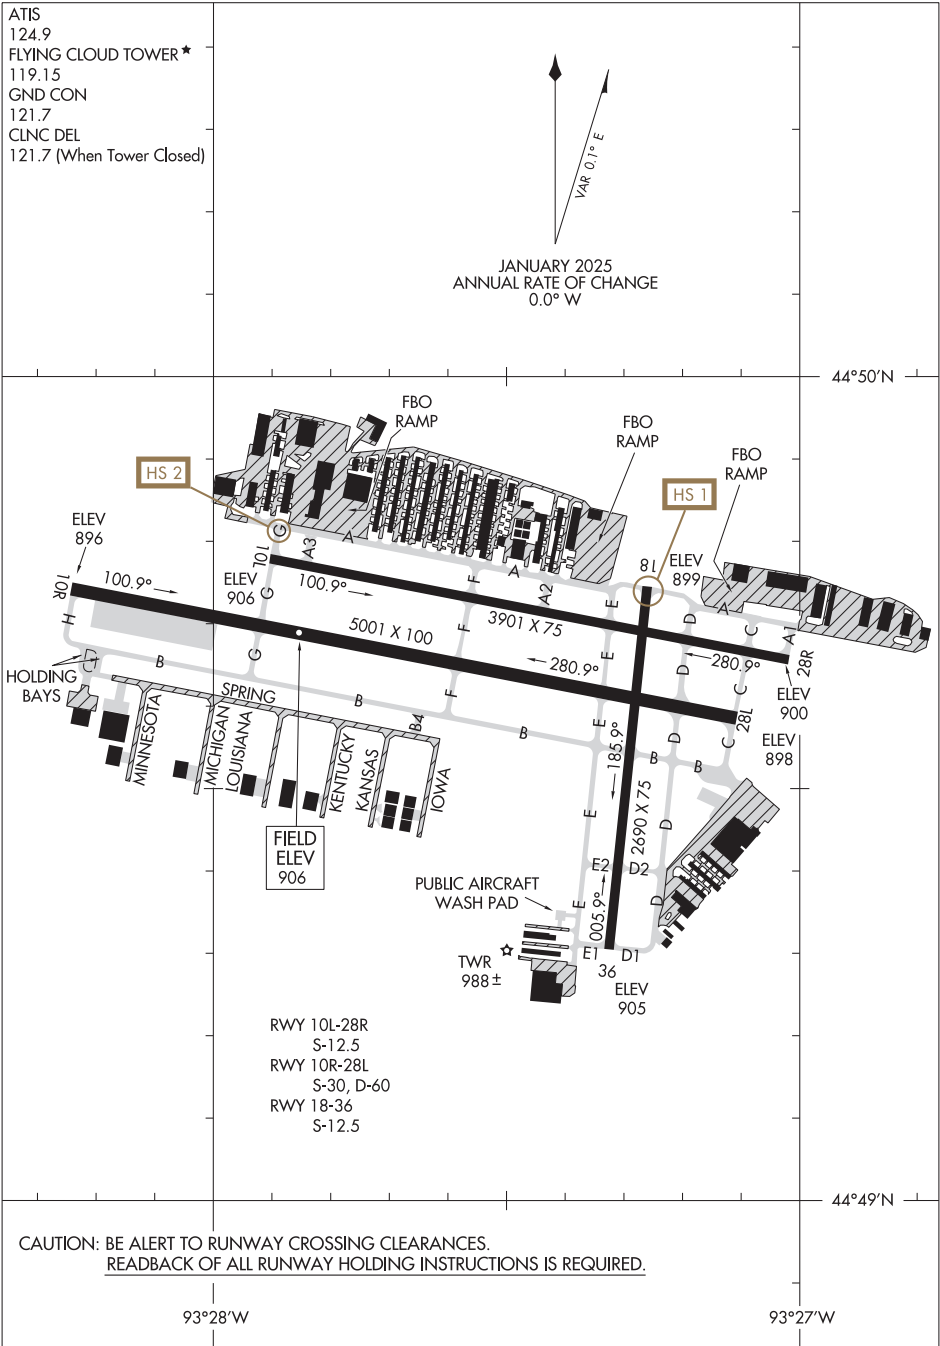 ATIS
124.9
FLYING CLOUD TOWER★
119.15
GND CON
121.7
CLNC DEL
121.7 (When Tower Closed)
VAR 0.1° E
JANUARY 2025
ANNUAL RATE OF CHANGE
0.0° W
44°50'N
FBO
RAMP
FBO
RAMP
FBO
RAMP
HS 2
HS 1
ELEV
896
G
A3
A
10L
18
ELEV
899
10R
100.9°
ELEV
906
100.9°
F
A
A2
E
D
A
C
A1
H
G
F
3901 X 75
5001 X 100
E
D
280.9°
280.9°
28R
HOLDING
BAYS
B
G
SPRING
B
F
B4
B
E
C
28L
ELEV
900
D
C
ELEV
898
MINNESOTA
MICHIGAN
LOUISIANA
KENTUCKY
KANSAS
IOWA
185.9°
B
B
2690 X 75
E
D
FIELD
ELEV
906
E2
D2
PUBLIC AIRCRAFT
WASH PAD
E
005.9°
D
E1
D1
TWR
988±
36
ELEV
905
RWY 10L-28R
S-12.5
RWY 10R-28L
S-30, D-60
RWY 18-36
S-12.5
44°49'N
CAUTION: BE ALERT TO RUNWAY CROSSING CLEARANCES.
READBACK OF ALL RUNWAY HOLDING INSTRUCTIONS IS REQUIRED.
93°28'W
93°27'W